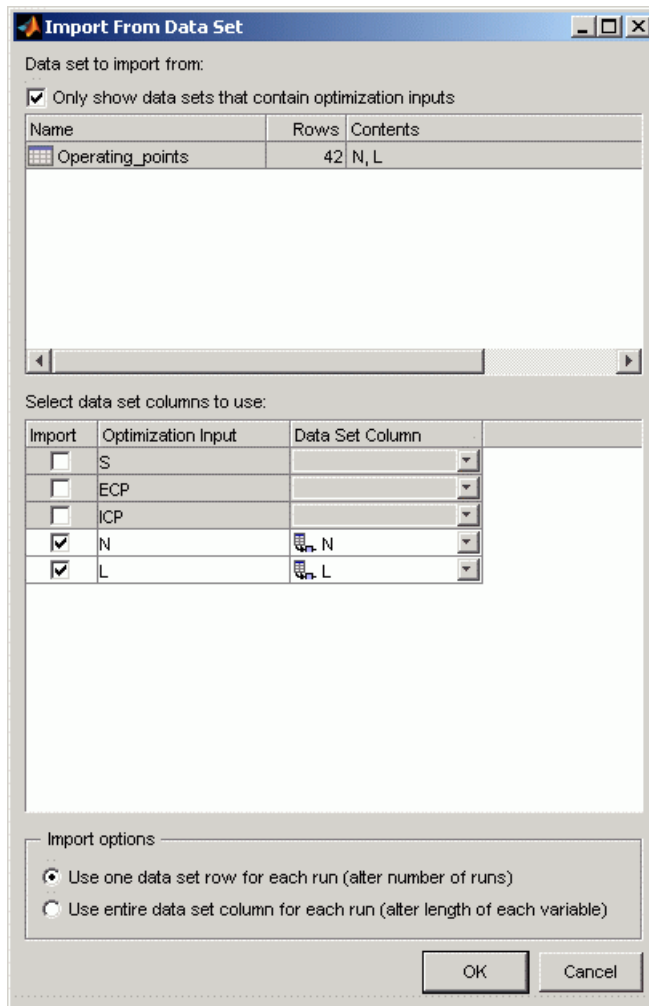 Import From Data Set
Data set to import from:
Only show data sets that contain optimization inputs
Name Rows Contents
Operating_points 42 N, L
Select data set columns to use:
Import Optimization Input Data Set Column
S
ECP
ICP
N N
L L
Import options
Use one data set row for each run (alter number of runs)
Use entire data set column for each run (alter length of each variable)
OK Cancel